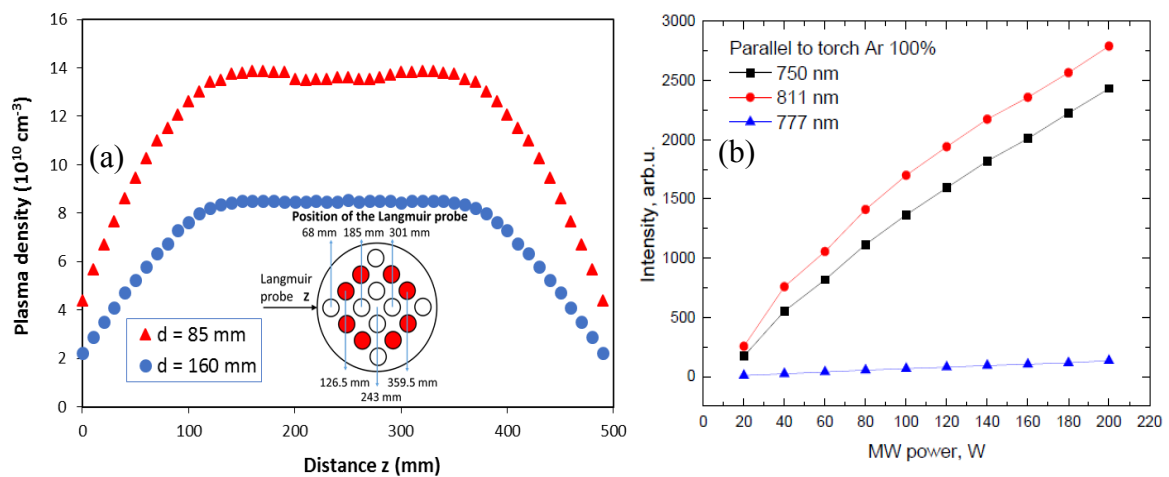 16
14
12
10
8
6
4
2
0
Plasma density (10¹⁰ cm⁻³)
(a)
Position of the Langmuir probe
68 mm 185 mm 301 mm
Langmuir
probe z
126.5 mm 359.5 mm
243 mm
d = 85 mm
d = 160 mm
0 100 200 300 400 500
Distance z (mm)
3000
2500
2000
1500
1000
500
0
Intensity, arb.u.
Parallel to torch Ar 100%
750 nm
811 nm
777 nm
(b)
20 40 60 80 100 120 140 160 180 200 220
MW power, W